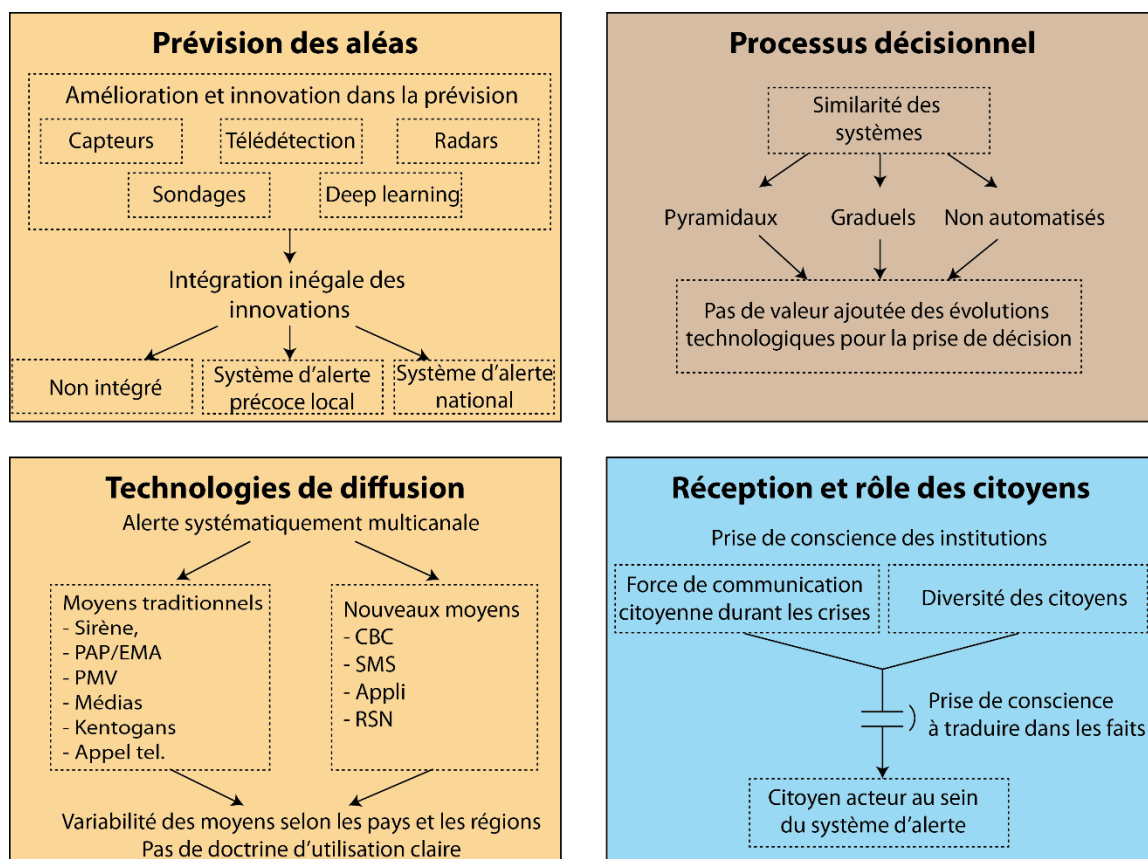 Prévision des aléas
Amélioration et innovation dans la prévision
Capteurs
Télédétection
Radars
Sondages
Deep learning
Intégration inégale des
innovations
Non intégré
Système d'alerte
précoce local
Système d'alerte
national
Processus décisionnel
Similarité des
systèmes
Pyramidaux
Graduels
Non automatisés
Pas de valeur ajoutée des évolutions
technologiques pour la prise de décision
Technologies de diffusion
Alerte systématiquement multicanale
Moyens traditionnels
- Sirène,
- PAP/EMA
- PMV
- Médias
- Kentogans
- Appel tel.
Nouveaux moyens
- CBC
- SMS
- Appli
- RSN
Variabilité des moyens selon les pays et les régions
Pas de doctrine d'utilisation claire
Réception et rôle des citoyens
Prise de conscience des institutions
Force de communication
citoyenne durant les crises
Diversité des citoyens
Prise de conscience
à traduire dans les faits
Citoyen acteur au sein
du système d'alerte